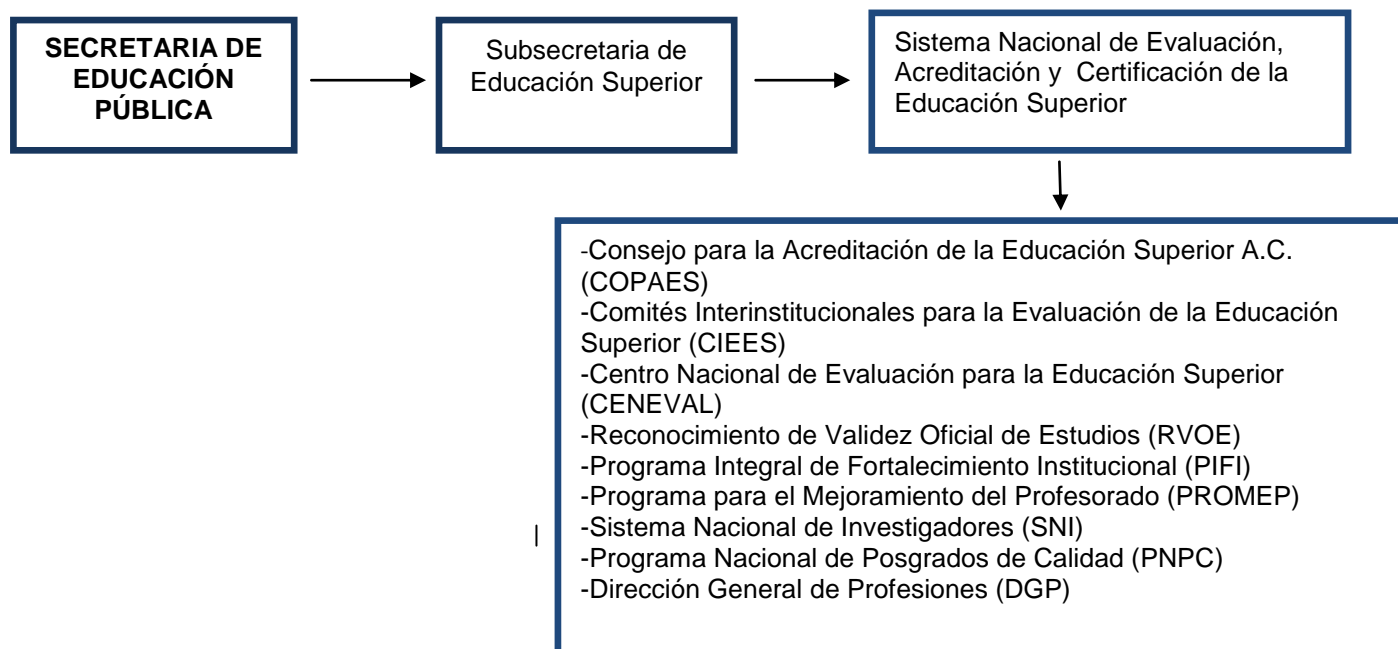 SECRETARIA DE
EDUCACIÓN
PÚBLICA
Subsecretaria de
Educación Superior
Sistema Nacional de Evaluación,
Acreditación y Certificación de la
Educación Superior
-Consejo para la Acreditación de la Educación Superior A.C.
(COPAES)
-Comités Interinstitucionales para la Evaluación de la Educación
Superior (CIEES)
-Centro Nacional de Evaluación para la Educación Superior
(CENEVAL)
-Reconocimiento de Validez Oficial de Estudios (RVOE)
-Programa Integral de Fortalecimiento Institucional (PIFI)
-Programa para el Mejoramiento del Profesorado (PROMEP)
-Sistema Nacional de Investigadores (SNI)
-Programa Nacional de Posgrados de Calidad (PNPC)
-Dirección General de Profesiones (DGP)